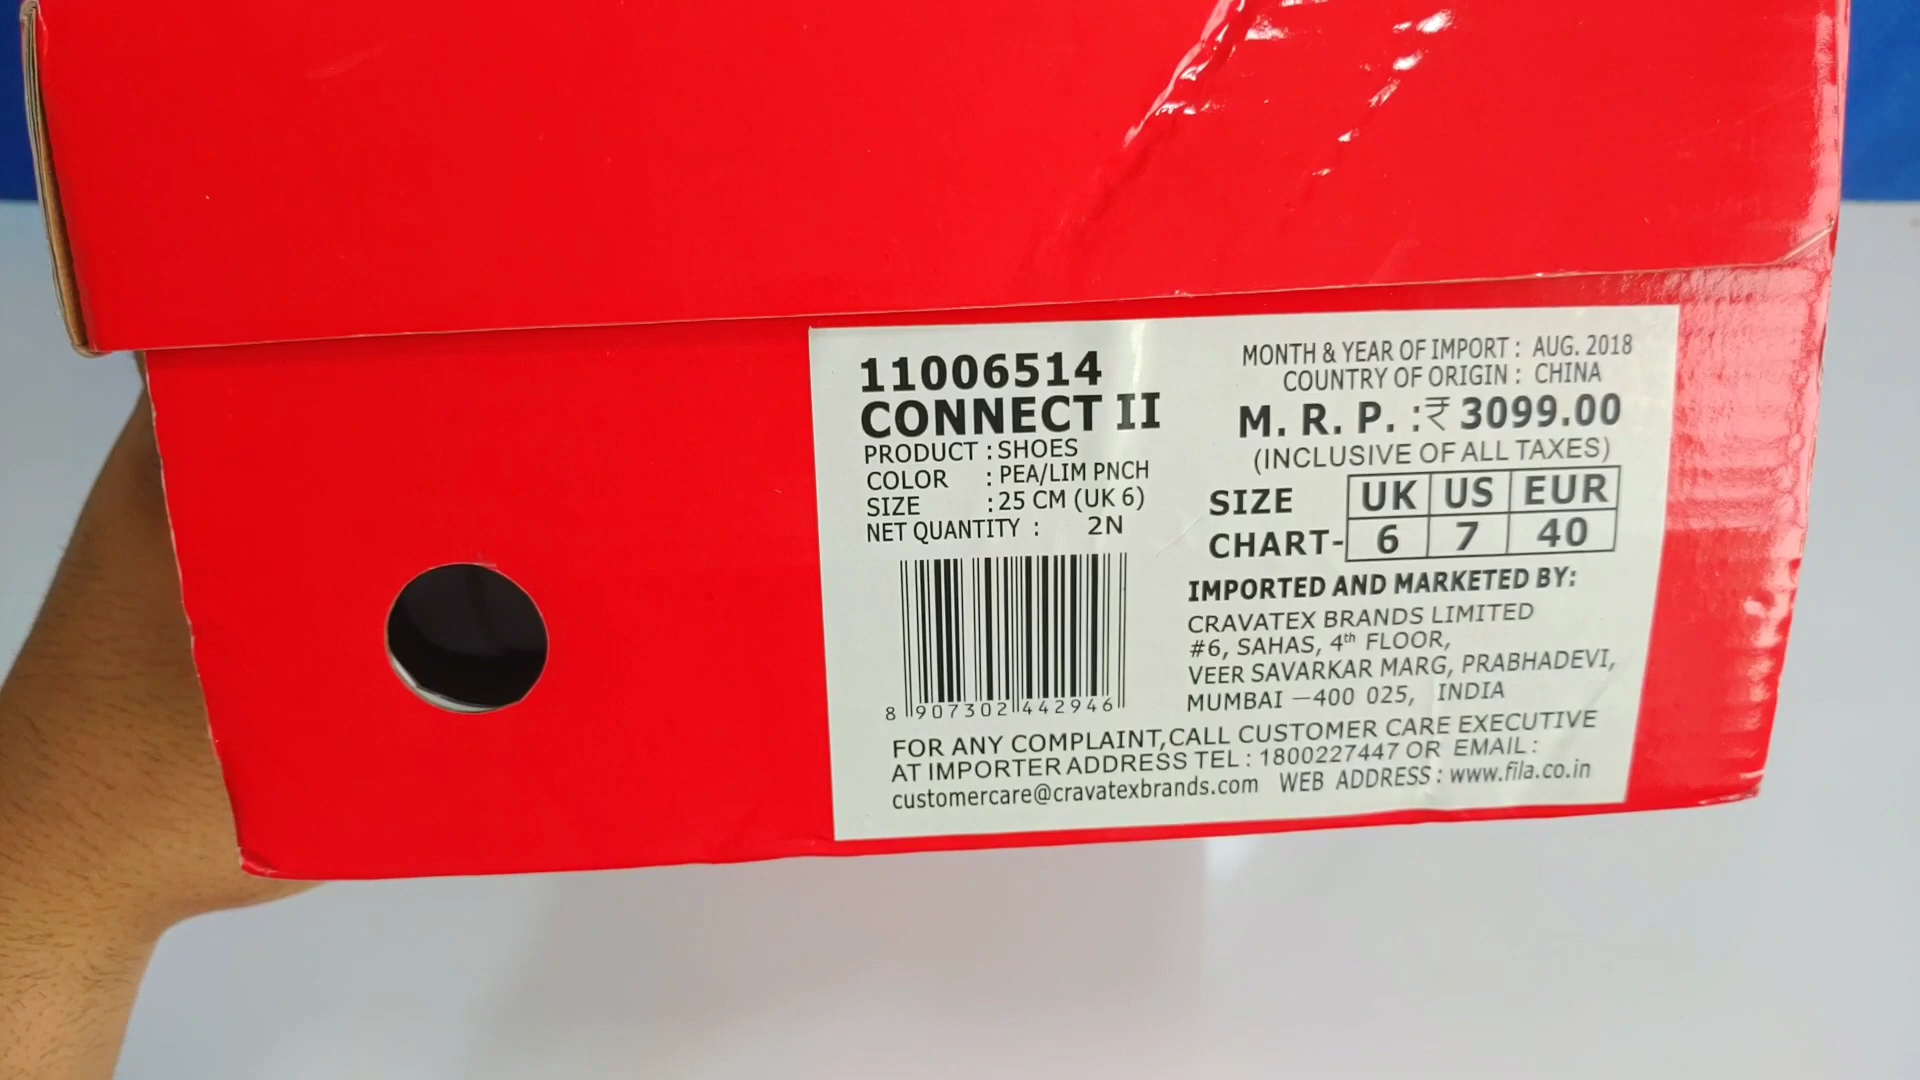 11006514
CONNECT II
PRODUCT : SHOES
COLOR : PEA/LIM PNCH
SIZE : 25 CM (UK 6)
NET QUANTITY : 2N
8 907302 442946
MONTH & YEAR OF IMPORT : AUG. 2018
COUNTRY OF ORIGIN : CHINA
M. R. P. :₹ 3099.00
(INCLUSIVE OF ALL TAXES)
SIZE CHART- UK US EUR
6 7 40
IMPORTED AND MARKETED BY:
CRAVATEX BRANDS LIMITED
#6, SAHAS, 4th FLOOR,
VEER SAVARKAR MARG, PRABHADEVI,
MUMBAI –400 025, INDIA
FOR ANY COMPLAINT,CALL CUSTOMER CARE EXECUTIVE
AT IMPORTER ADDRESS TEL : 1800227447 OR EMAIL :
customercare@cravatexbrands.com WEB ADDRESS : www.fila.co.in